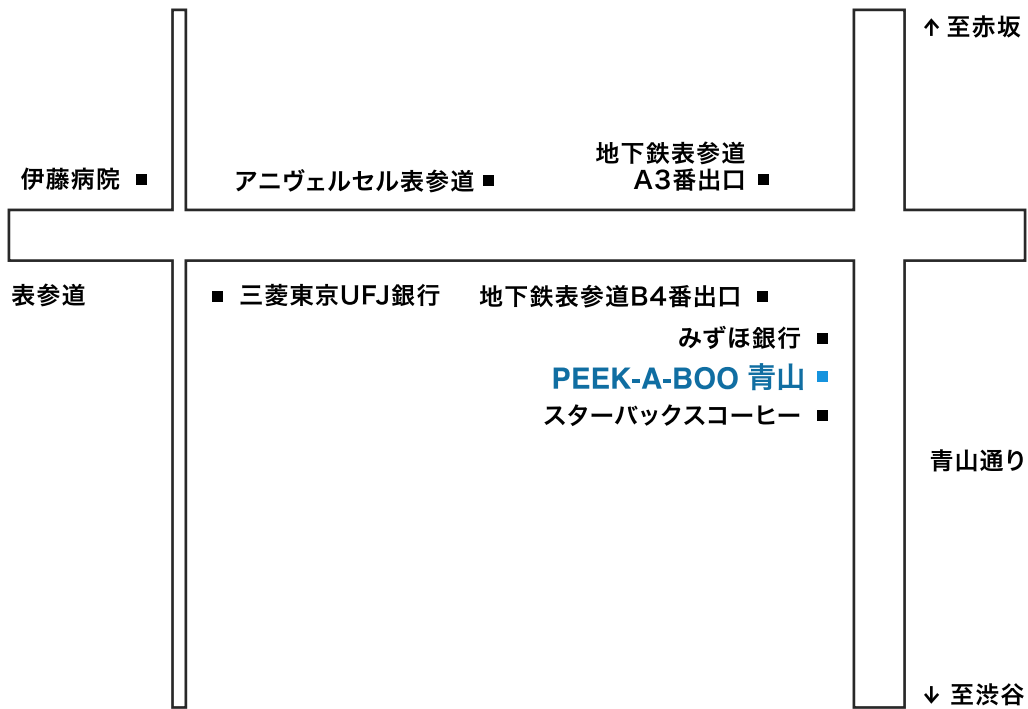 ↑ 至赤坂
地下鉄表参道
A3番出口
伊藤病院
アニヴェルセル表参道
表参道
三菱東京UFJ銀行
地下鉄表参道B4番出口
みずほ銀行
PEEK-A-BOO 青山
スターバックスコーヒー
青山通り
↓ 至渋谷